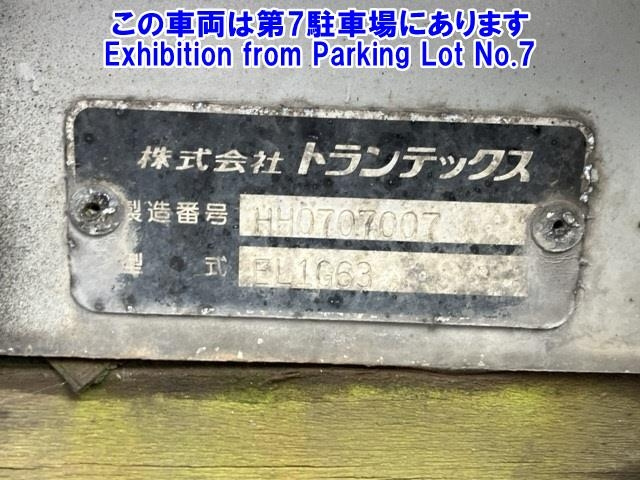 この車両は第7駐車場にあります
Exhibition from Parking Lot No.7
株式会社 トランテックス
製造番号 HH0707007
型式 EL1G63